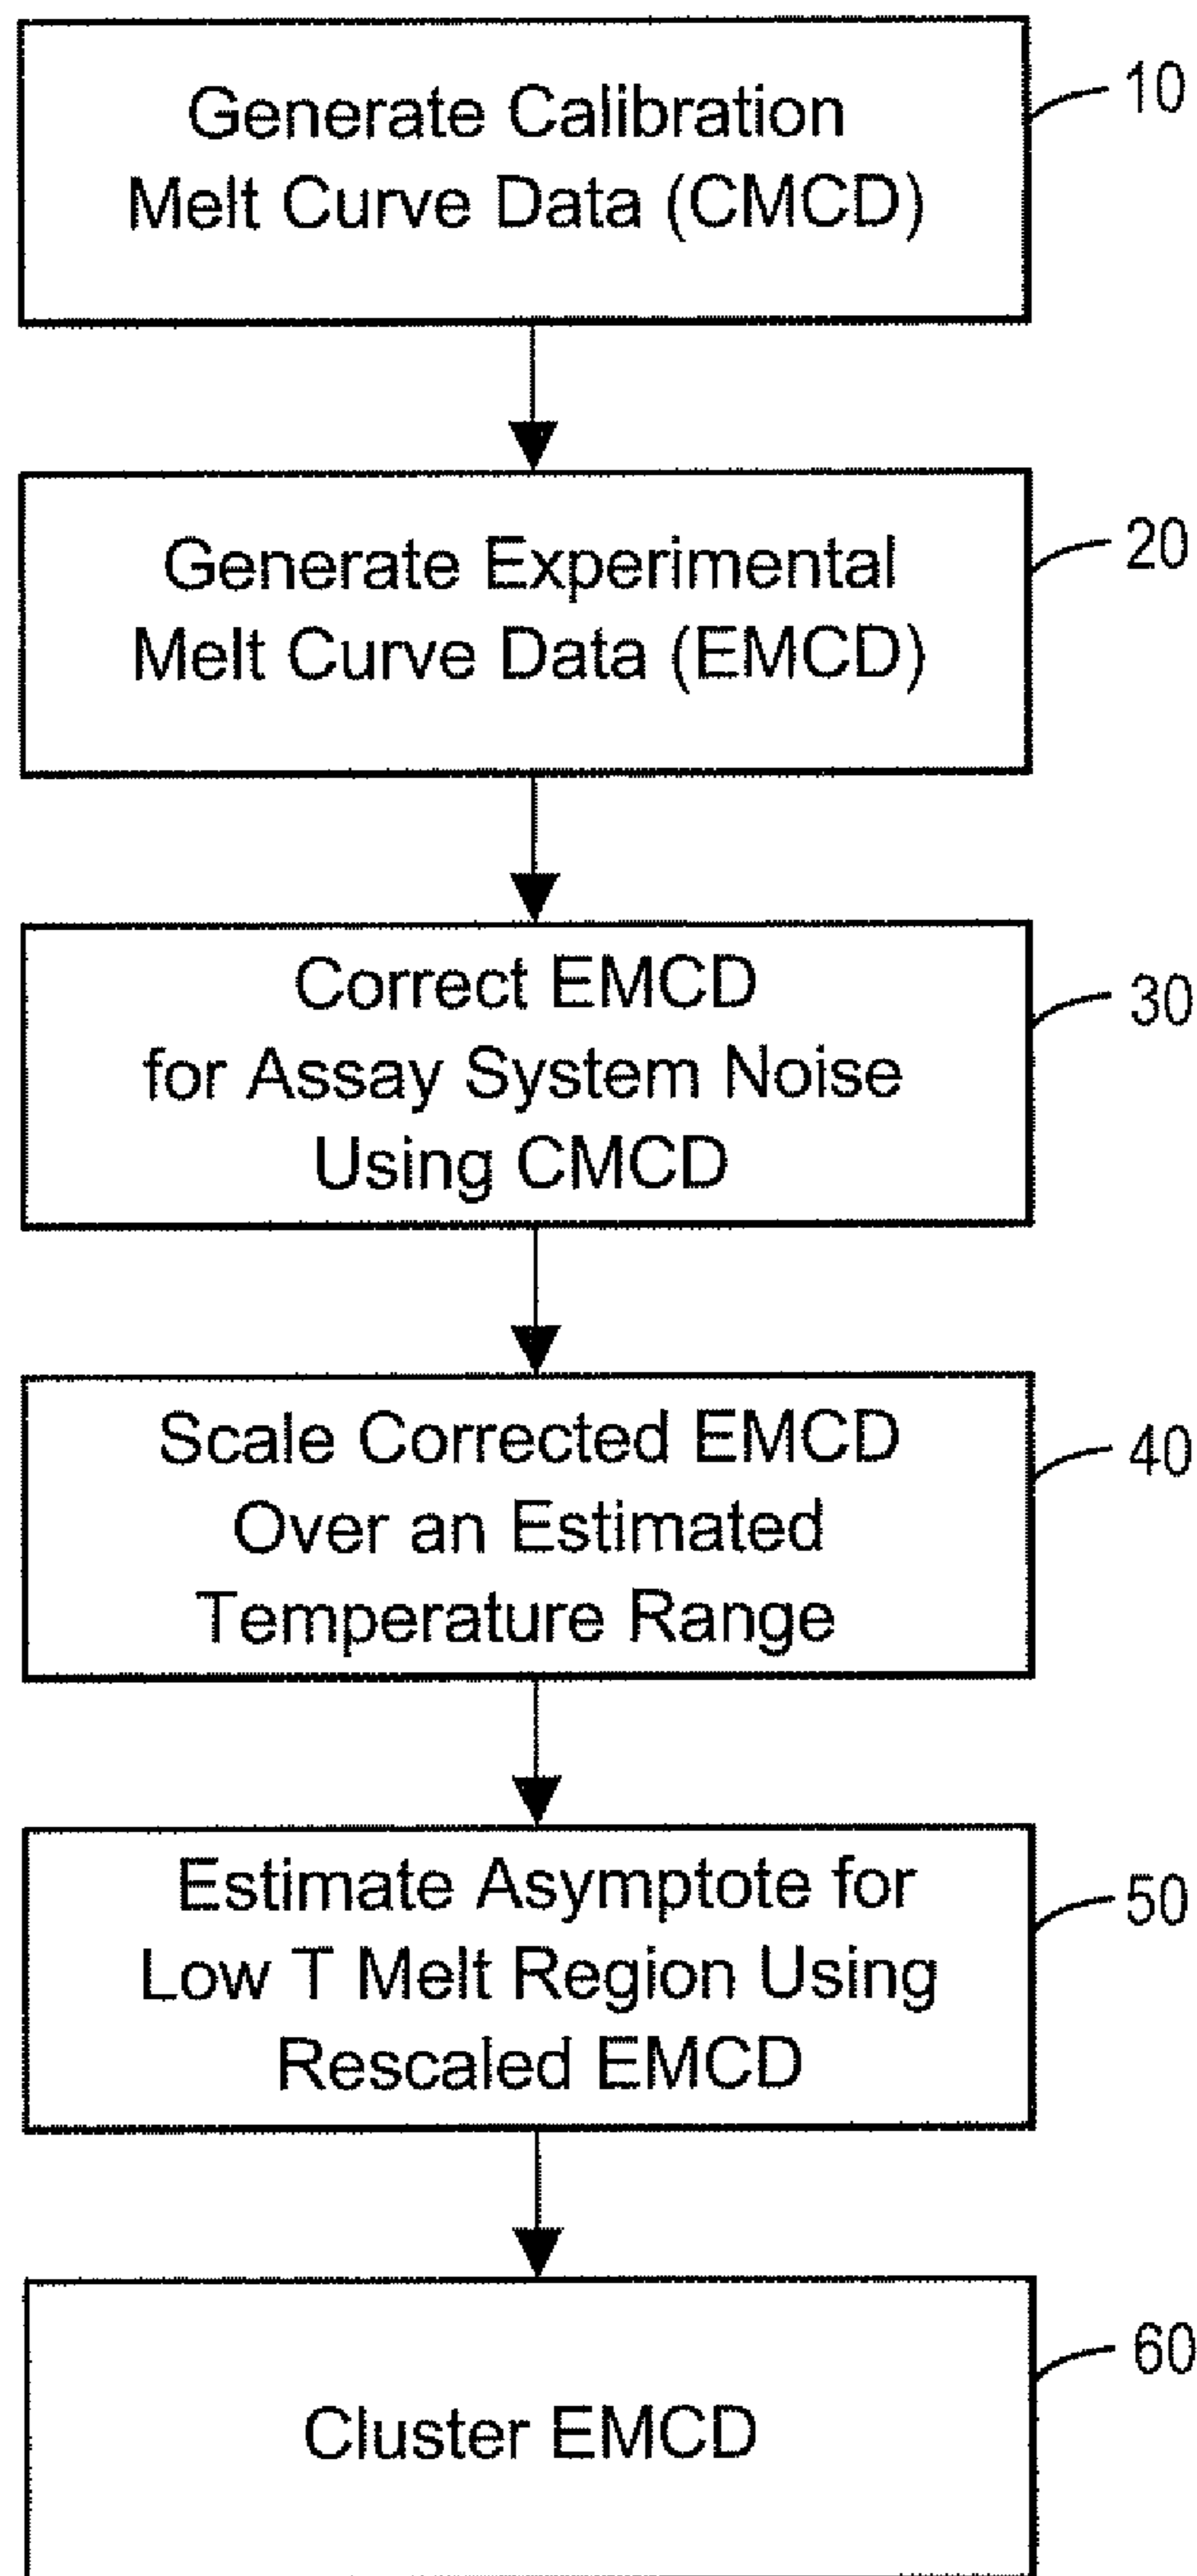 Generate Calibration
Melt Curve Data (CMCD)
10
Generate Experimental
Melt Curve Data (EMCD)
20
Correct EMCD
for Assay System Noise
Using CMCD
30
Scale Corrected EMCD
Over an Estimated
Temperature Range
40
Estimate Asymptote for
Low T Melt Region Using
Rescaled EMCD
50
Cluster EMCD
60